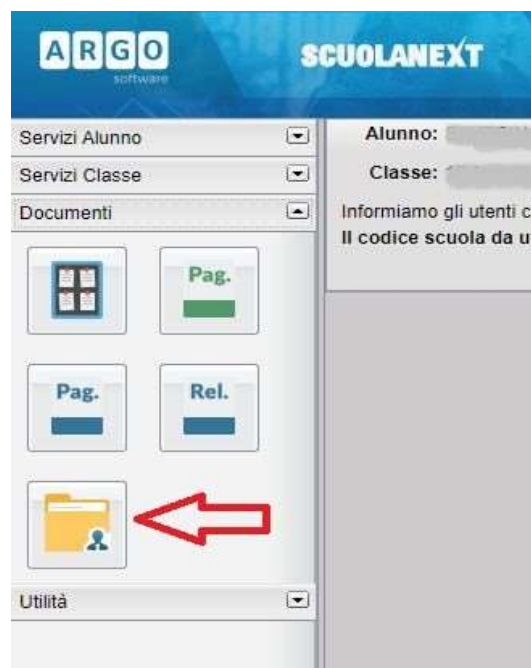 ARGO
software
SCUOLANEXT
Servizi Alunno
Servizi Classe
Documenti
Pag.
Pag.
Rel.
Utilità
Alunno:
Classe:
Informiamo gli utenti c
Il codice scuola da u